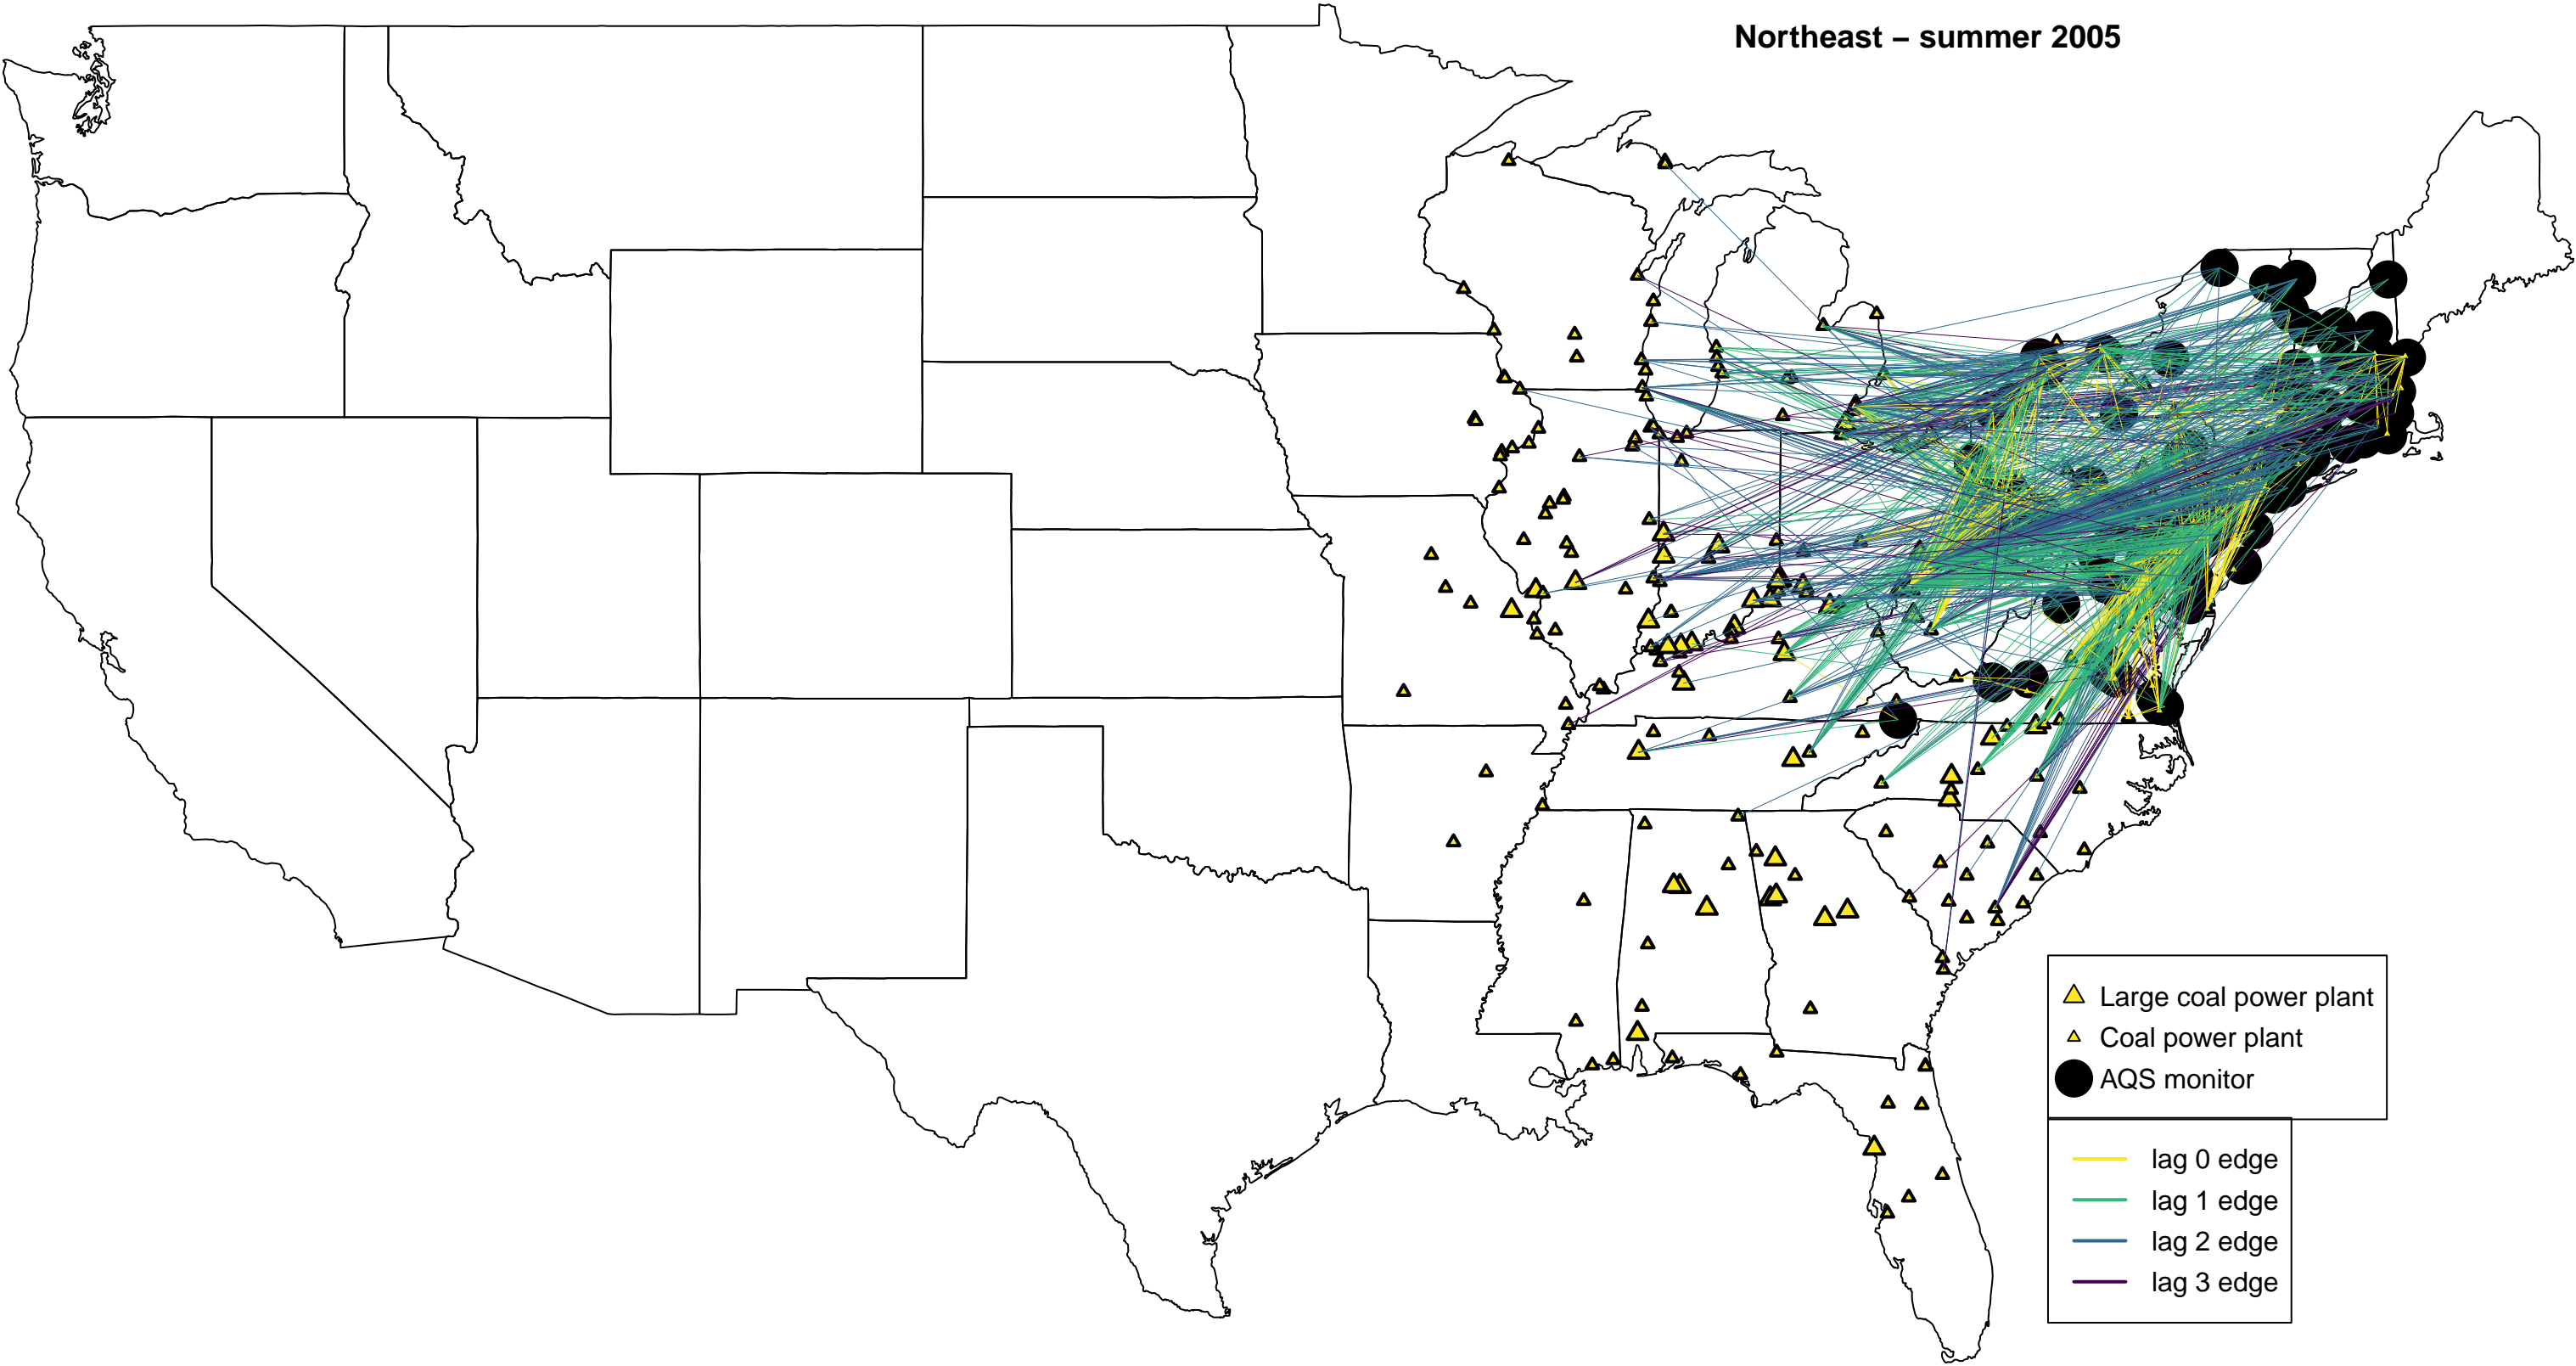 Northeast – summer 2005
Large coal power plant
Coal power plant
AQS monitor
lag 0 edge
lag 1 edge
lag 2 edge
lag 3 edge